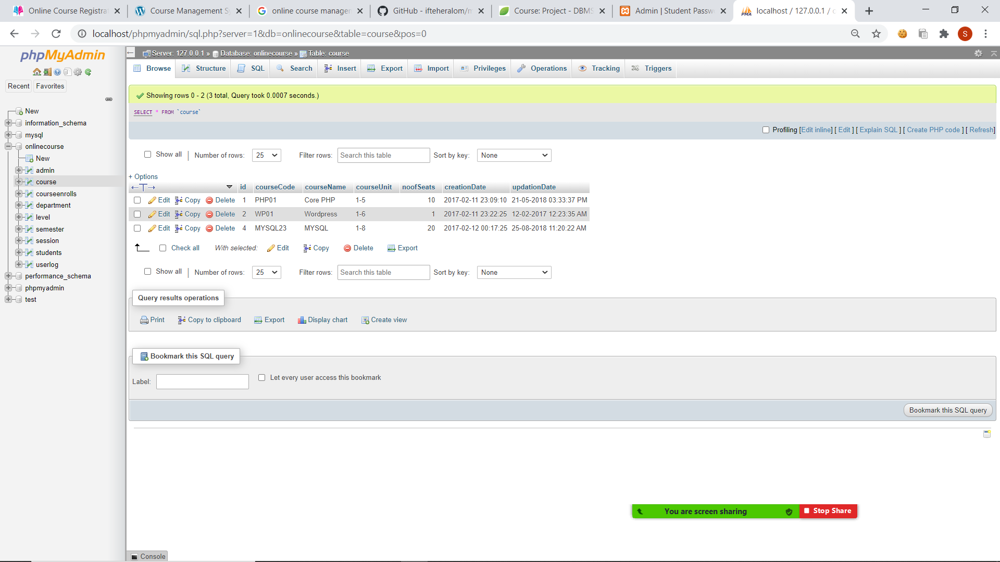 Online Course Registra
Course Management Sy
online course manager
GitHub - ifteheralom/m
Course: Project - DBMS
Admin | Student Passw
localhost / 127.0.0.1 / c
localhost/phpmyadmin/sql.php?server=1&db=onlinecourse&table=course&pos=0
S
phpMyAdmin
Recent Favorites
New
information_schema
mysql
onlinecourse
New
admin
course
courseenrolls
department
level
semester
session
students
userlog
performance_schema
phpmyadmin
test
Server: 127.0.0.1 » Database: onlinecourse » Table: course
Browse Structure SQL Search Insert Export Import Privileges Operations Tracking Triggers
Showing rows 0 - 2 (3 total, Query took 0.0007 seconds.)
SELECT * FROM `course`
Profiling [Edit inline] [ Edit ] [ Explain SQL ] [ Create PHP code ] [ Refresh]
Show all | Number of rows: 25 Filter rows: Search this table Sort by key: None
+ Options
←T→ id courseCode courseName courseUnit noofSeats creationDate updationDate
Edit Copy Delete 1 PHP01 Core PHP 1-5 10 2017-02-11 23:09:10 21-05-2018 03:33:37 PM
Edit Copy Delete 2 WP01 Wordpress 1-6 1 2017-02-11 23:22:25 12-02-2017 12:23:35 AM
Edit Copy Delete 4 MYSQL23 MYSQL 1-8 20 2017-02-12 00:17:25 25-08-2018 11:20:22 AM
Check all With selected: Edit Copy Delete Export
Show all | Number of rows: 25 Filter rows: Search this table Sort by key: None
Query results operations
Print Copy to clipboard Export Display chart Create view
Bookmark this SQL query
Label: Let every user access this bookmark
Bookmark this SQL query
You are screen sharing Stop Share
Console